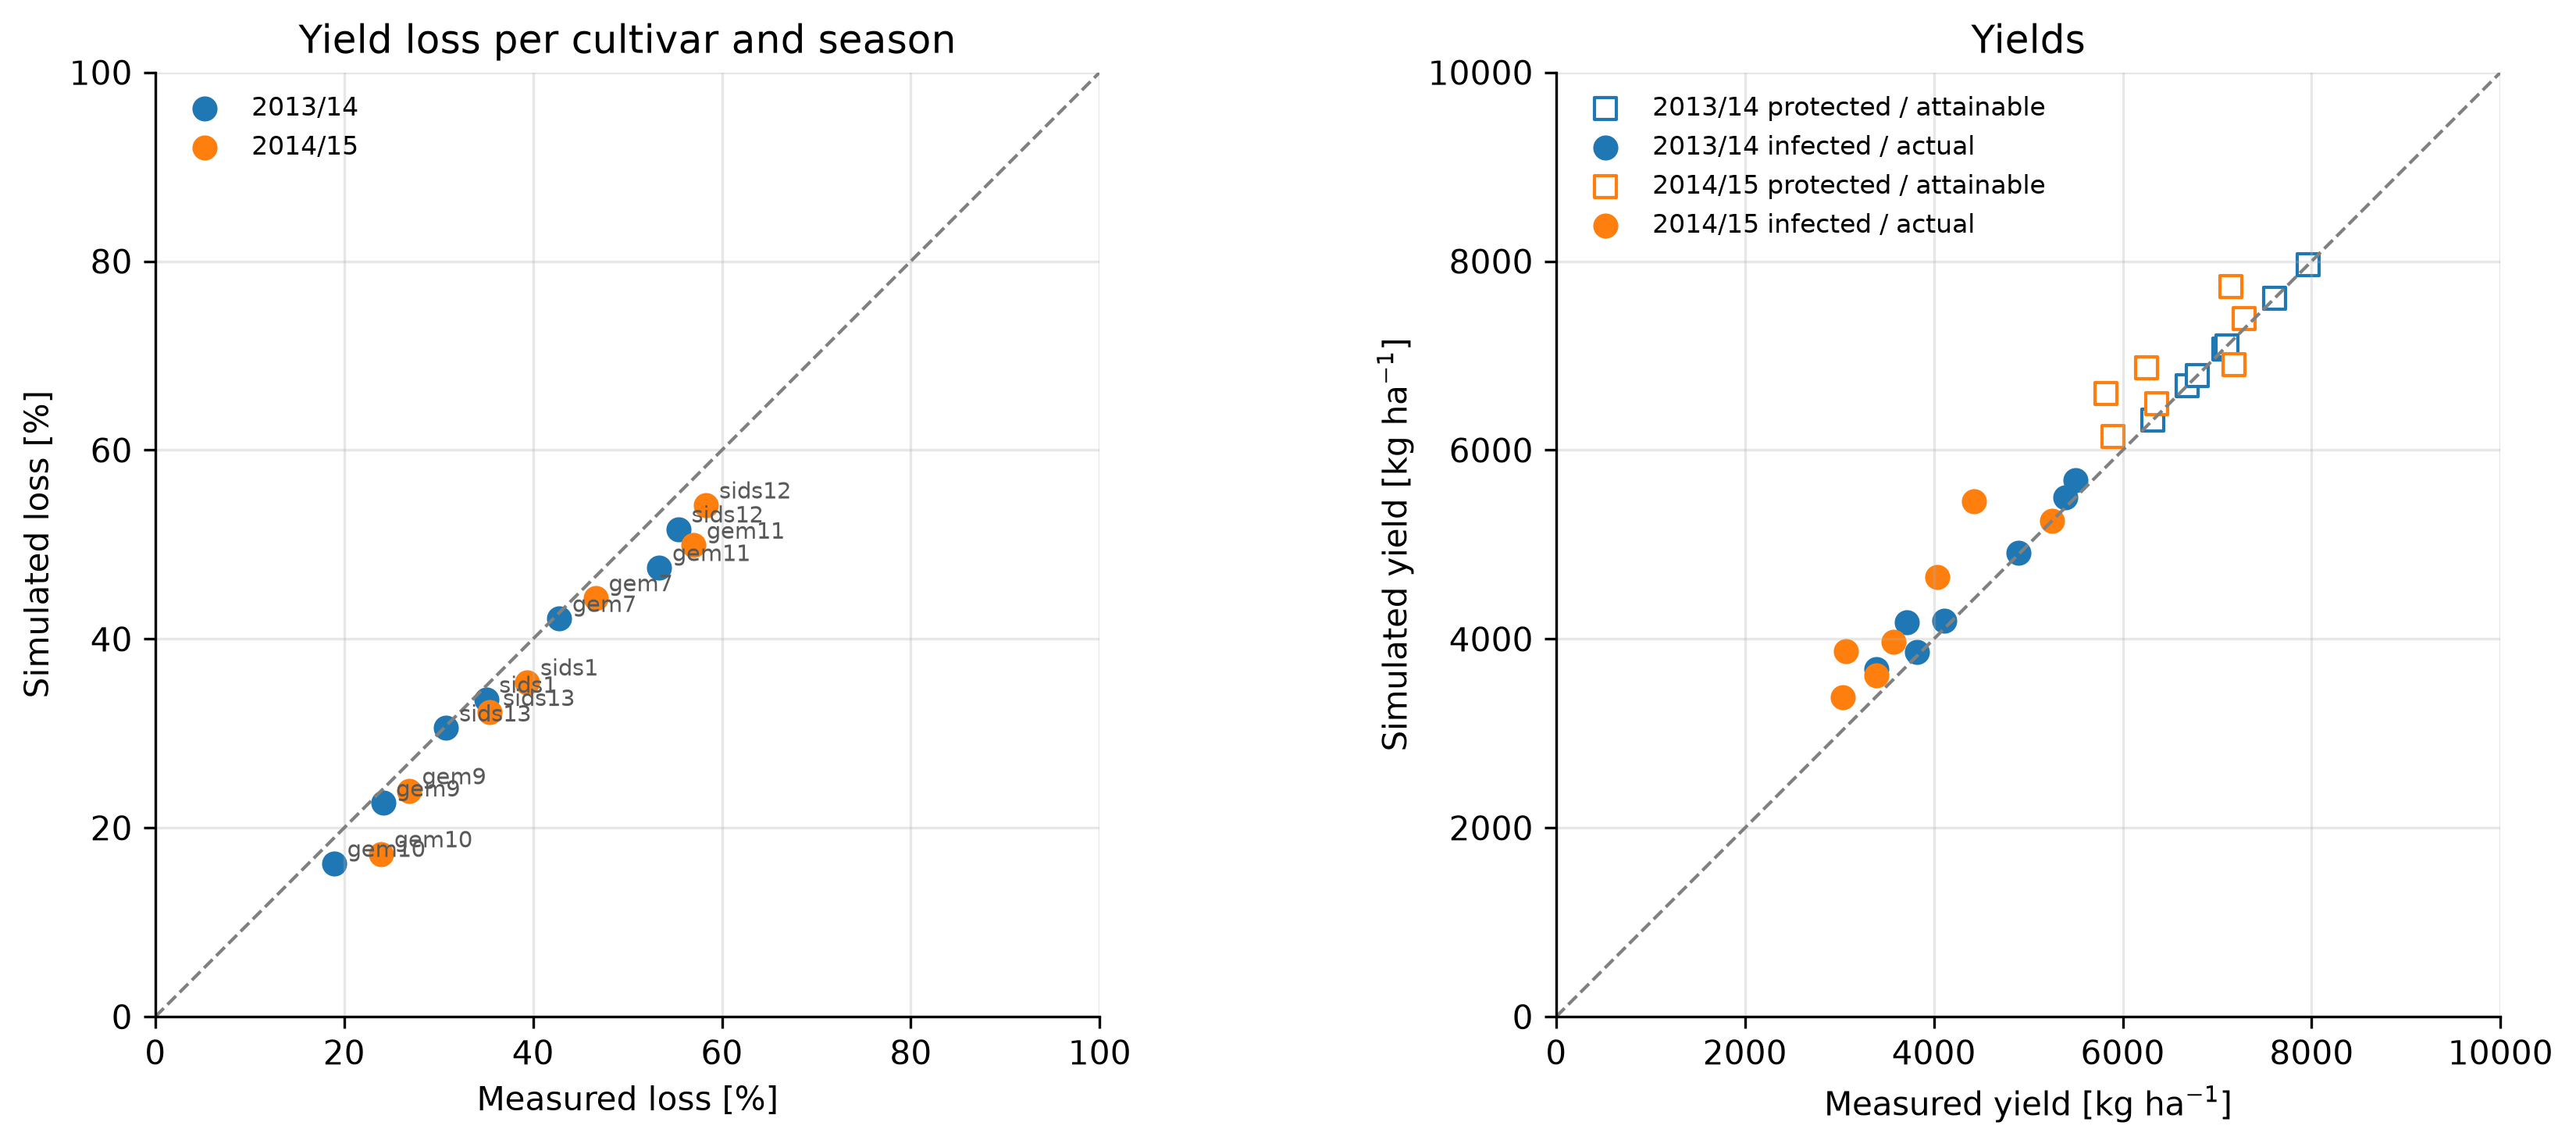 Yield loss per cultivar and season
100
80
60
40
20
0
0 20 40 60 80 100
Simulated loss [%]
Measured loss [%]
2013/14
2014/15
sids12
sids12
gem11
gem11
gem7
gem7
sids1
sids1
sids13
sids13
gem9
gem9
gem10
gem10
Yields
10000
8000
6000
4000
2000
0
0 2000 4000 6000 8000 10000
Simulated yield [kg ha⁻¹]
Measured yield [kg ha⁻¹]
2013/14 protected / attainable
2013/14 infected / actual
2014/15 protected / attainable
2014/15 infected / actual